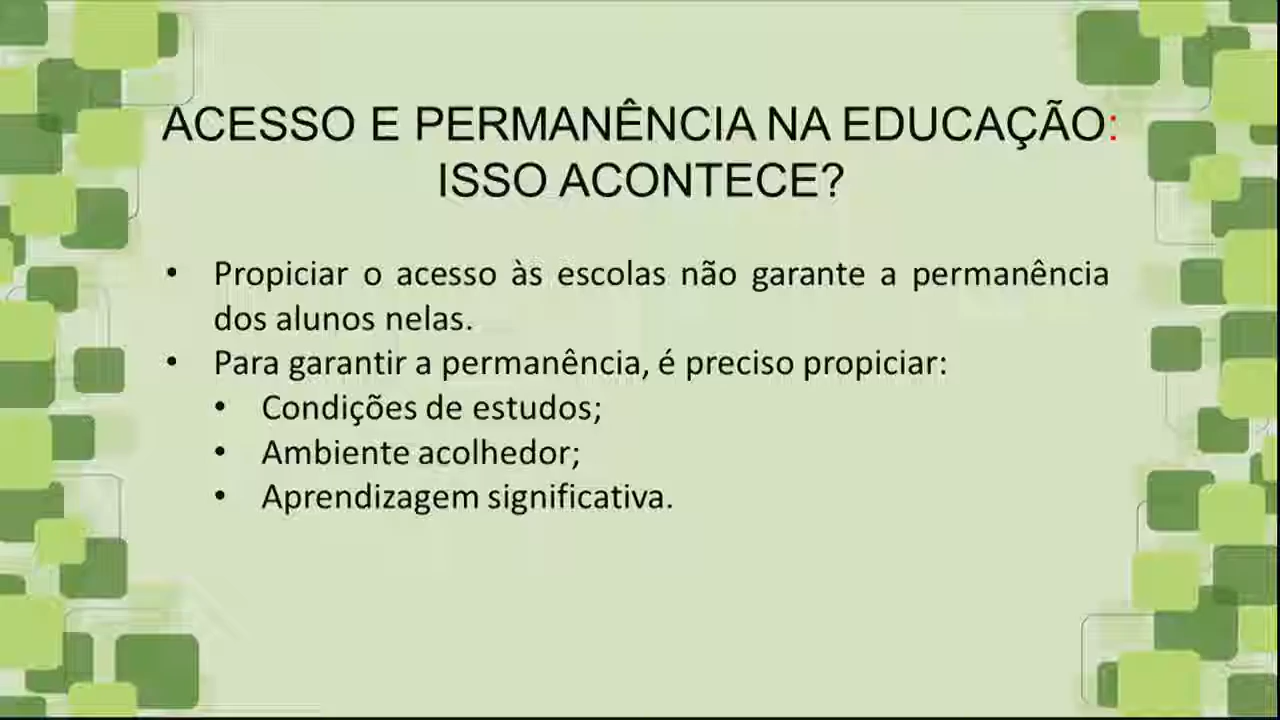 ACESSO E PERMANÊNCIA NA EDUCAÇÃO:
ISSO ACONTECE?
• Propiciar o acesso às escolas não garante a permanência
dos alunos nelas.
• Para garantir a permanência, é preciso propiciar:
• Condições de estudos;
• Ambiente acolhedor;
• Aprendizagem significativa.